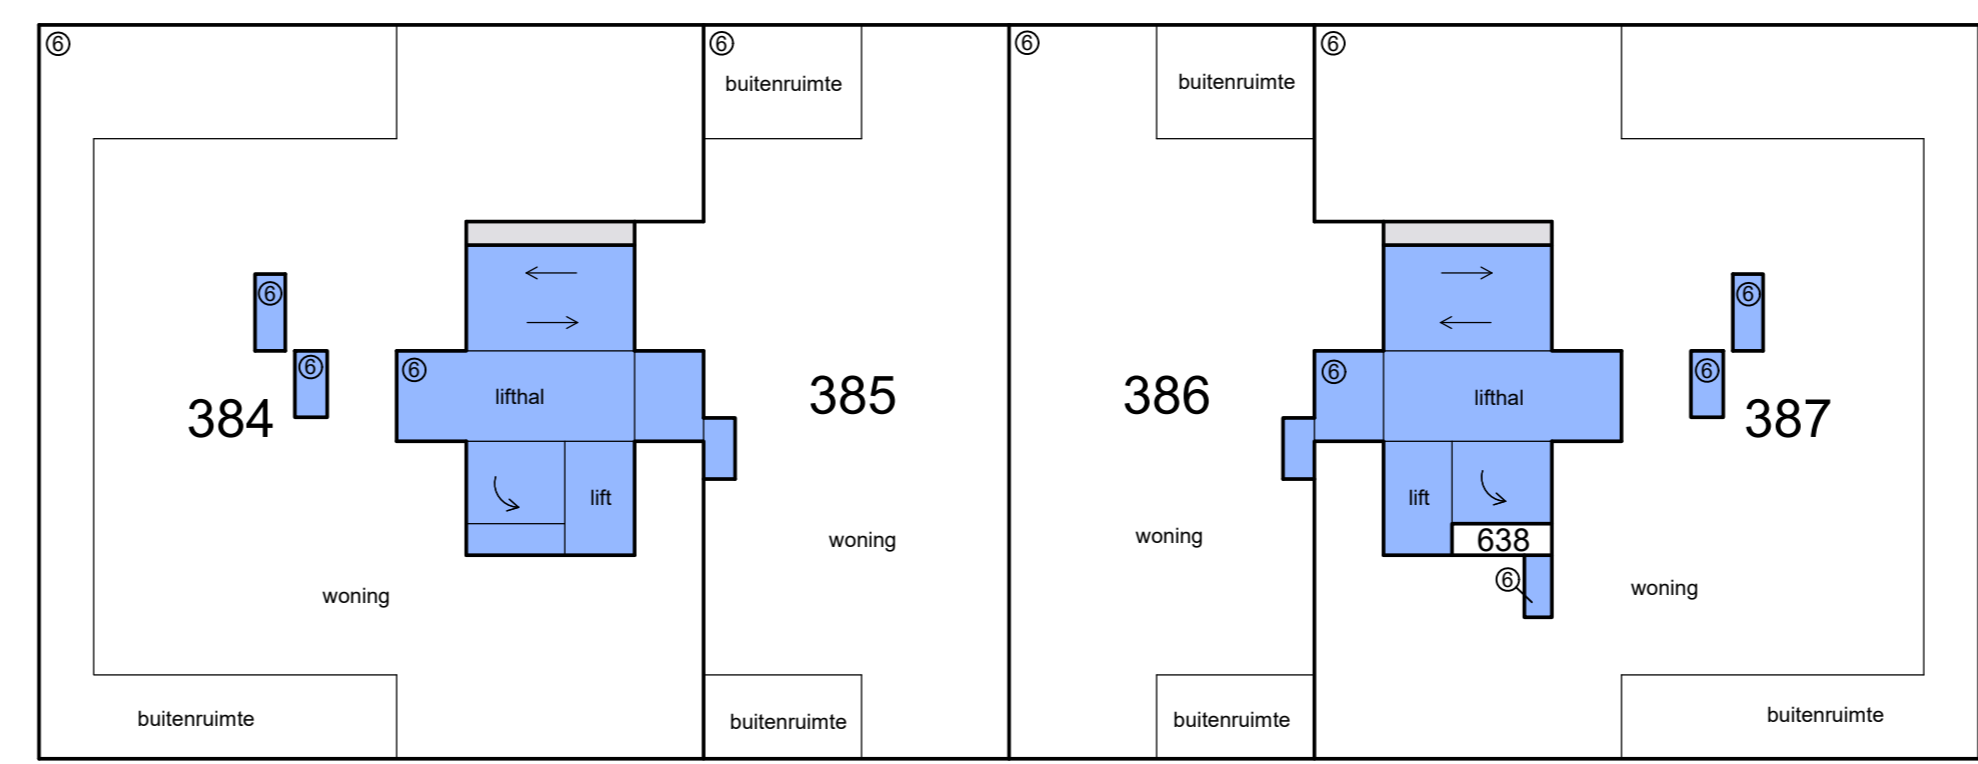 ⑥ ⑥ ⑥ ⑥
buitenruimte buitenruimte
⑥ ⑥
⑥ ⑥ ⑥ ⑥
384 lifthal 385 386 lifthal 387
lift lift
woning woning 638
⑥
woning woning
buitenruimte buitenruimte buitenruimte buitenruimte